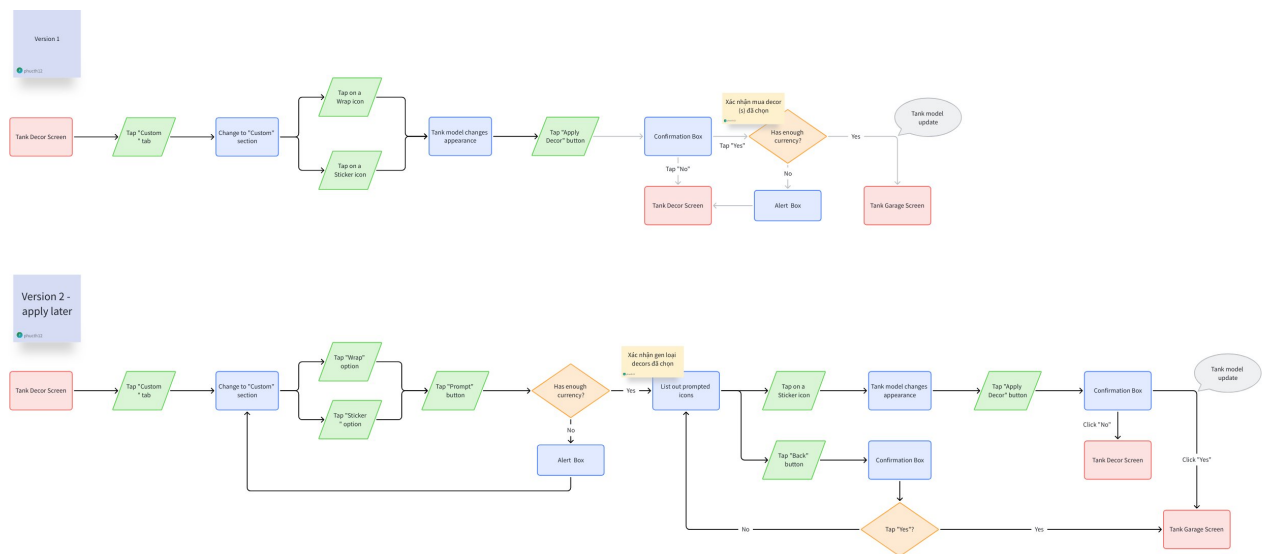 Version 1
phucth12
Tank Decor Screen
Tap "Custom
" tab
Change to "Custom"
section
Tap on a
Wrap icon
Tap on a
Sticker icon
Tank model changes
appearance
Tap "Apply
Decor" button
Confirmation Box
Tap "Yes"
Xác nhận mua decor
(s) đã chọn
Has enough
currency?
Yes
Tank model
update
Tap "No"
No
Tank Decor Screen
Alert Box
Tank Garage Screen
Version 2 -
apply later
phucth12
Tank Decor Screen
Tap "Custom
" tab
Change to "Custom"
section
Tap "Wrap"
option
Tap "Sticker
" option
Tap "Prompt"
button
Has enough
currency?
Yes
No
Alert Box
Xác nhận gen loại
decors đã chọn
List out prompted
icons
Tap on a
Sticker icon
Tank model changes
appearance
Tap "Apply
Decor" button
Confirmation Box
Tank model
update
Click "No"
Tank Decor Screen
Click "Yes"
Tap "Back"
button
Confirmation Box
No
Tap "Yes"?
Yes
Tank Garage Screen